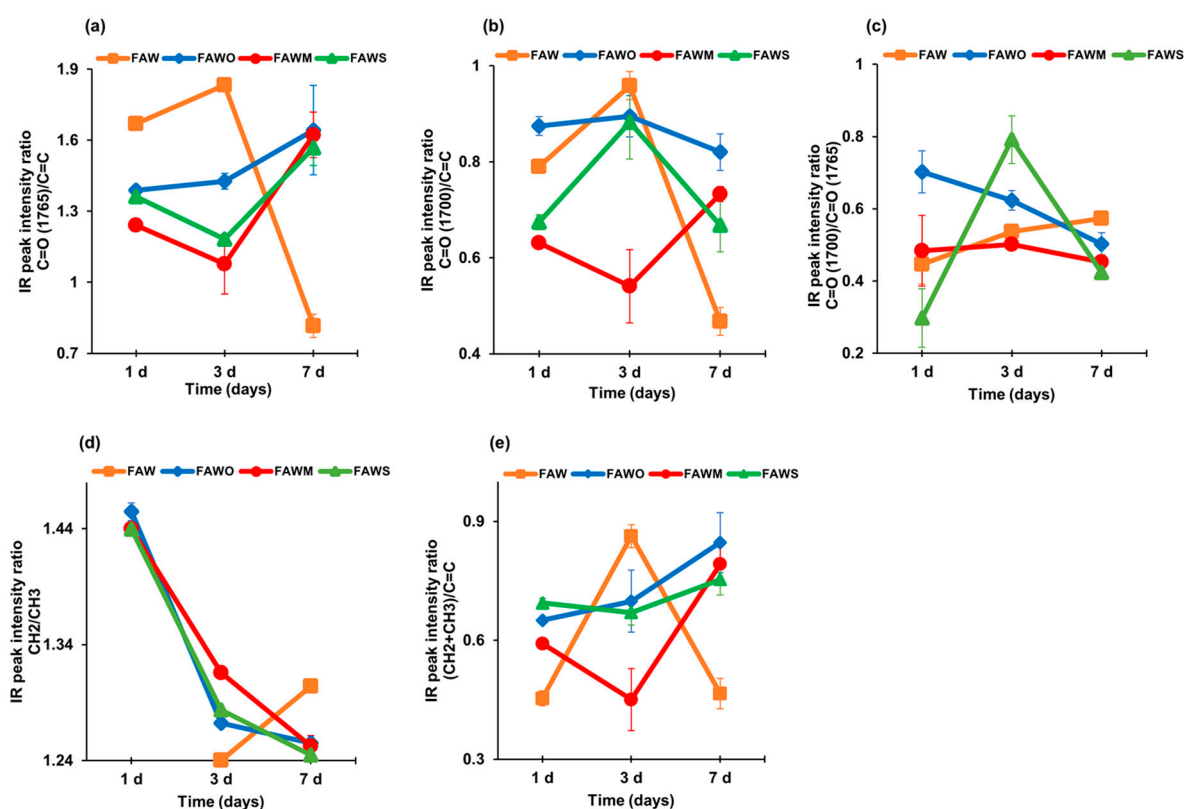 (a)
FAW FAWO FAWM FAWS
IR peak intensity ratio
C=O (1765)/C=C
1.9
1.6
1.3
1
0.7
1 d 3 d 7 d
Time (days)
(b)
FAW FAWO FAWM FAWS
IR peak intensity ratio
C=O (1700)/C=C
1
0.8
0.6
0.4
1 d 3 d 7 d
Time (days)
(c)
FAW FAWO FAWM FAWS
IR peak intensity ratio
C=O (1700)/C=O (1765)
1
0.8
0.6
0.4
0.2
1 d 3 d 7 d
Time (days)
(d)
FAW FAWO FAWM FAWS
IR peak intensity ratio
CH2/CH3
1.44
1.34
1.24
1 d 3 d 7 d
Time (days)
(e)
FAW FAWO FAWM FAWS
IR peak intensity ratio
(CH2+CH3)/C=C
0.9
0.6
0.3
1 d 3 d 7 d
Time (days)